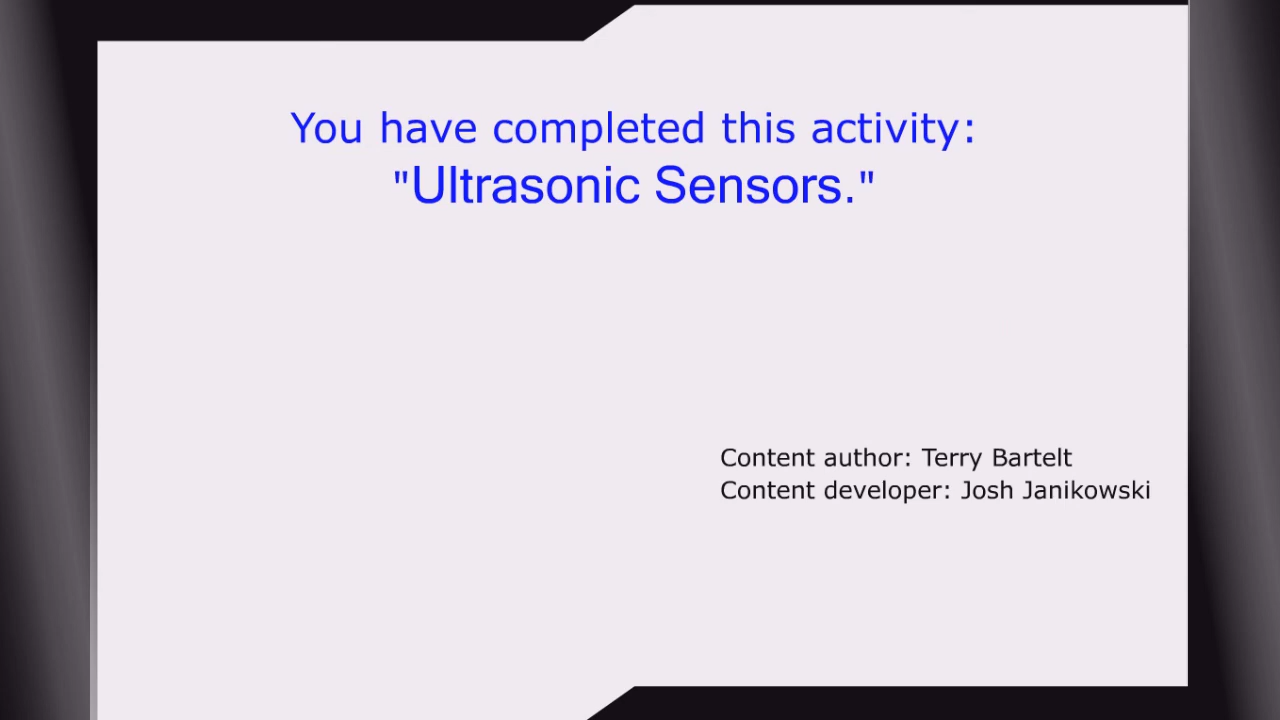 You have completed this activity:
"Ultrasonic Sensors."
Content author: Terry Bartelt
Content developer: Josh Janikowski